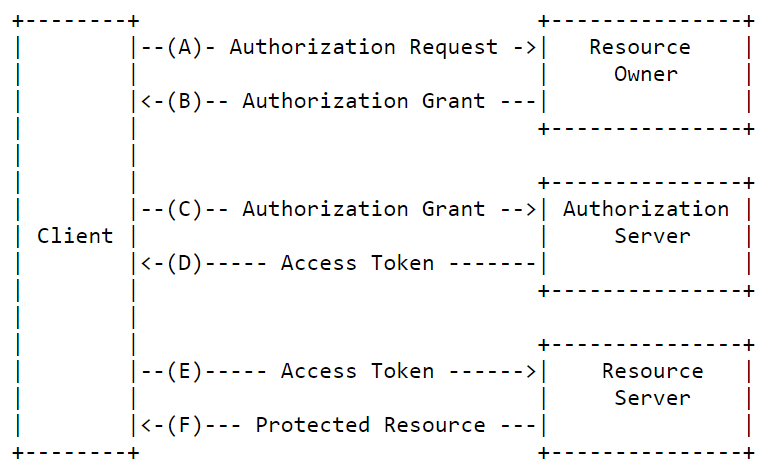 +--------+                               +---------------+
|        |--(A)- Authorization Request ->|   Resource    |
|        |                               |     Owner     |
|        |<-(B)-- Authorization Grant ---|               |
|        |                               +---------------+
|        |
|        |                               +---------------+
|        |--(C)-- Authorization Grant -->| Authorization |
| Client |                               |     Server    |
|        |<-(D)----- Access Token -------|               |
|        |                               +---------------+
|        |
|        |                               +---------------+
|        |--(E)----- Access Token ------>|    Resource   |
|        |                               |     Server    |
|        |<-(F)--- Protected Resource ---|               |
+--------+                               +---------------+